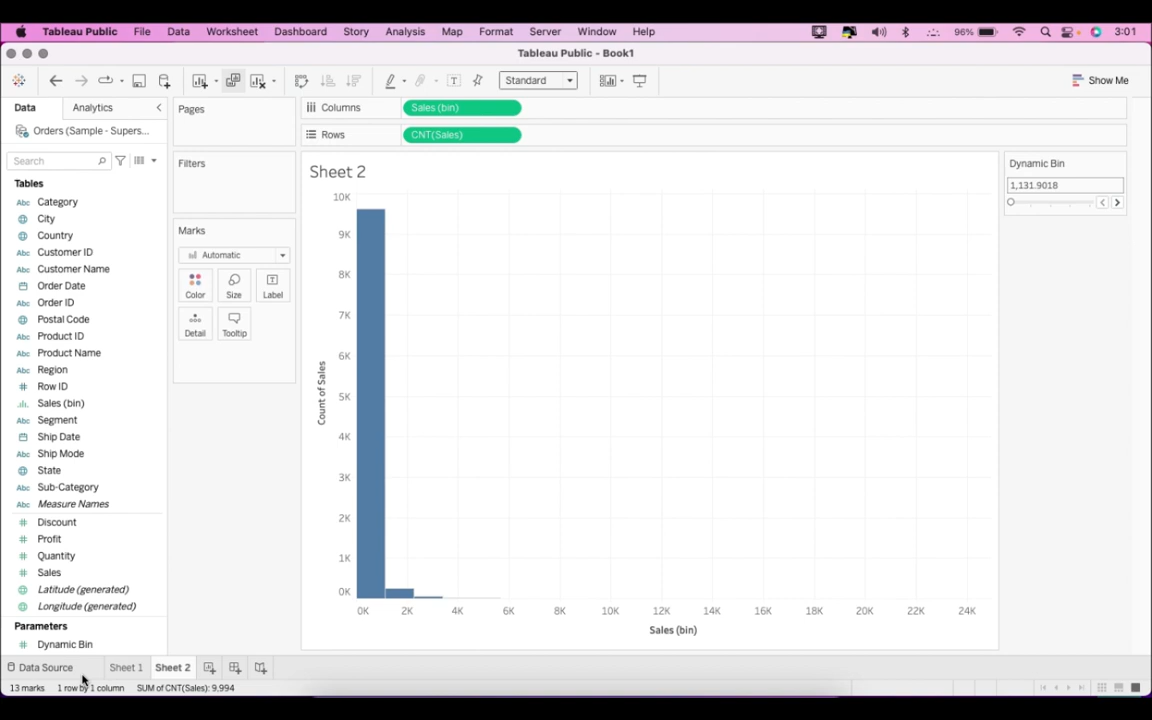 Tableau Public File Data Worksheet Dashboard Story Analysis Map Format Server Window Help 96% 3:01
Tableau Public - Book1
Standard Show Me
Data Analytics
Orders (Sample - Supers...
Search
Tables
Category
City
Country
Customer ID
Customer Name
Order Date
Order ID
Postal Code
Product ID
Product Name
Region
Row ID
Sales (bin)
Segment
Ship Date
Ship Mode
State
Sub-Category
Measure Names
Discount
Profit
Quantity
Sales
Latitude (generated)
Longitude (generated)
Parameters
Dynamic Bin
Pages
Filters
Marks
Automatic
Color Size Label
Detail Tooltip
Columns Sales (bin)
Rows CNT(Sales)
Sheet 2
10K
9K
8K
7K
6K
5K
4K
3K
2K
1K
0K
Count of Sales
0K 2K 4K 6K 8K 10K 12K 14K 16K 18K 20K 22K 24K
Sales (bin)
Dynamic Bin
1,131.9018
Data Source Sheet 1 Sheet 2
13 marks 1 row by 1 column SUM of CNT(Sales): 9,994